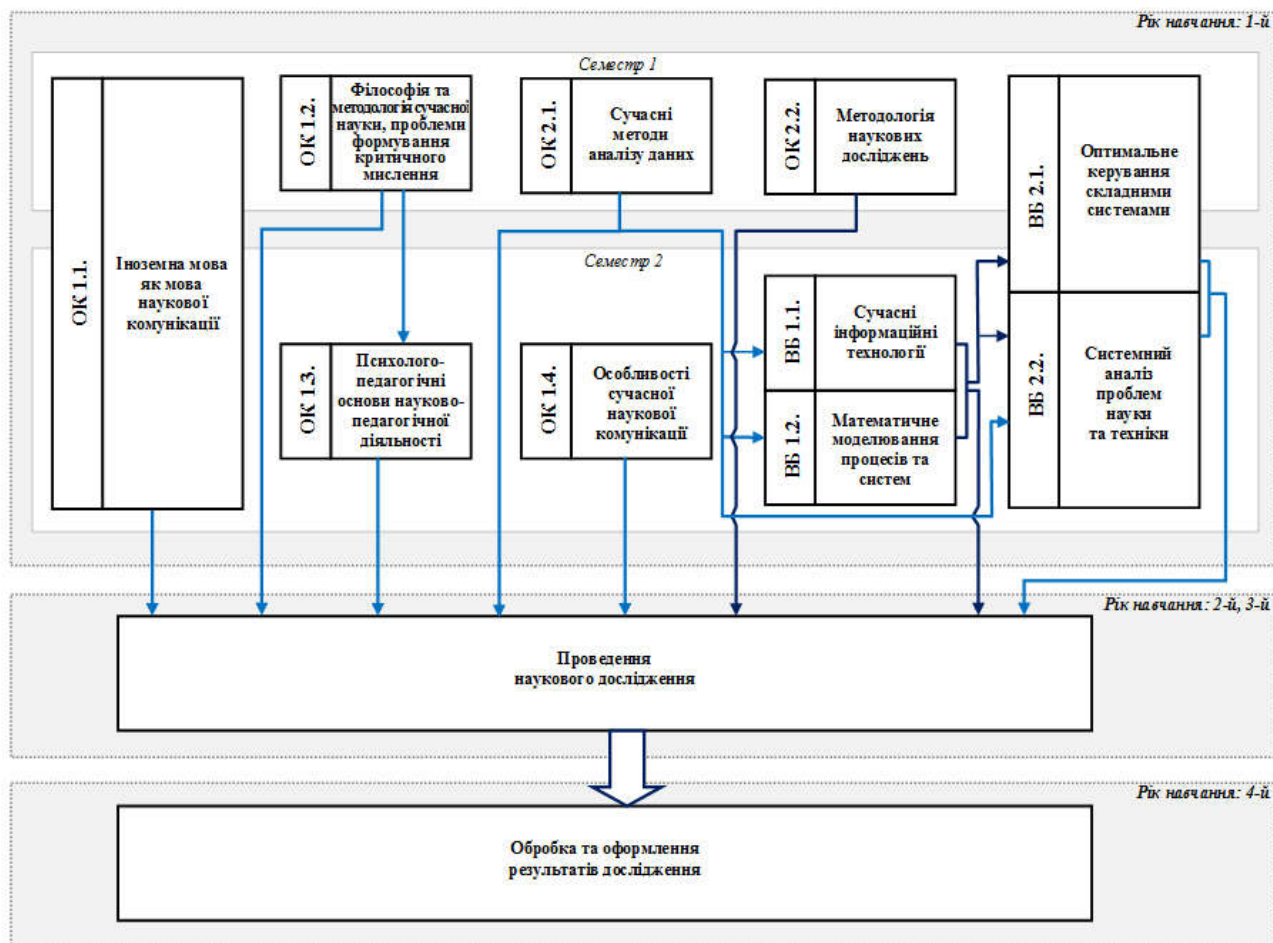 Рік навчання: 1-й
Семестр 1
ОК 1.1.
Іноземна мова
як мова
наукової
комунікації
ОК 1.2.
Філософія та
методологія сучасної
науки, проблеми
формування
критичного
мислення
ОК 2.1.
Сучасні
методи
аналізу даних
ОК 2.2.
Методологія
наукових
досліджень
ВБ 2.1.
Оптимальне
керування
складними
системами
Семестр 2
ОК 1.3.
Психолого-
педагогічні
основи науково-
педагогічної
діяльності
ОК 1.4.
Особливості
сучасної
наукової
комунікації
ВБ 1.1.
Сучасні
інформаційні
технології
ВБ 1.2.
Математичне
моделювання
процесів та
систем
ВБ 2.2.
Системний
аналіз
проблем
науки
та техніки
Рік навчання: 2-й, 3-й
Проведення
наукового дослідження
Рік навчання: 4-й
Обробка та оформлення
результатів дослідження